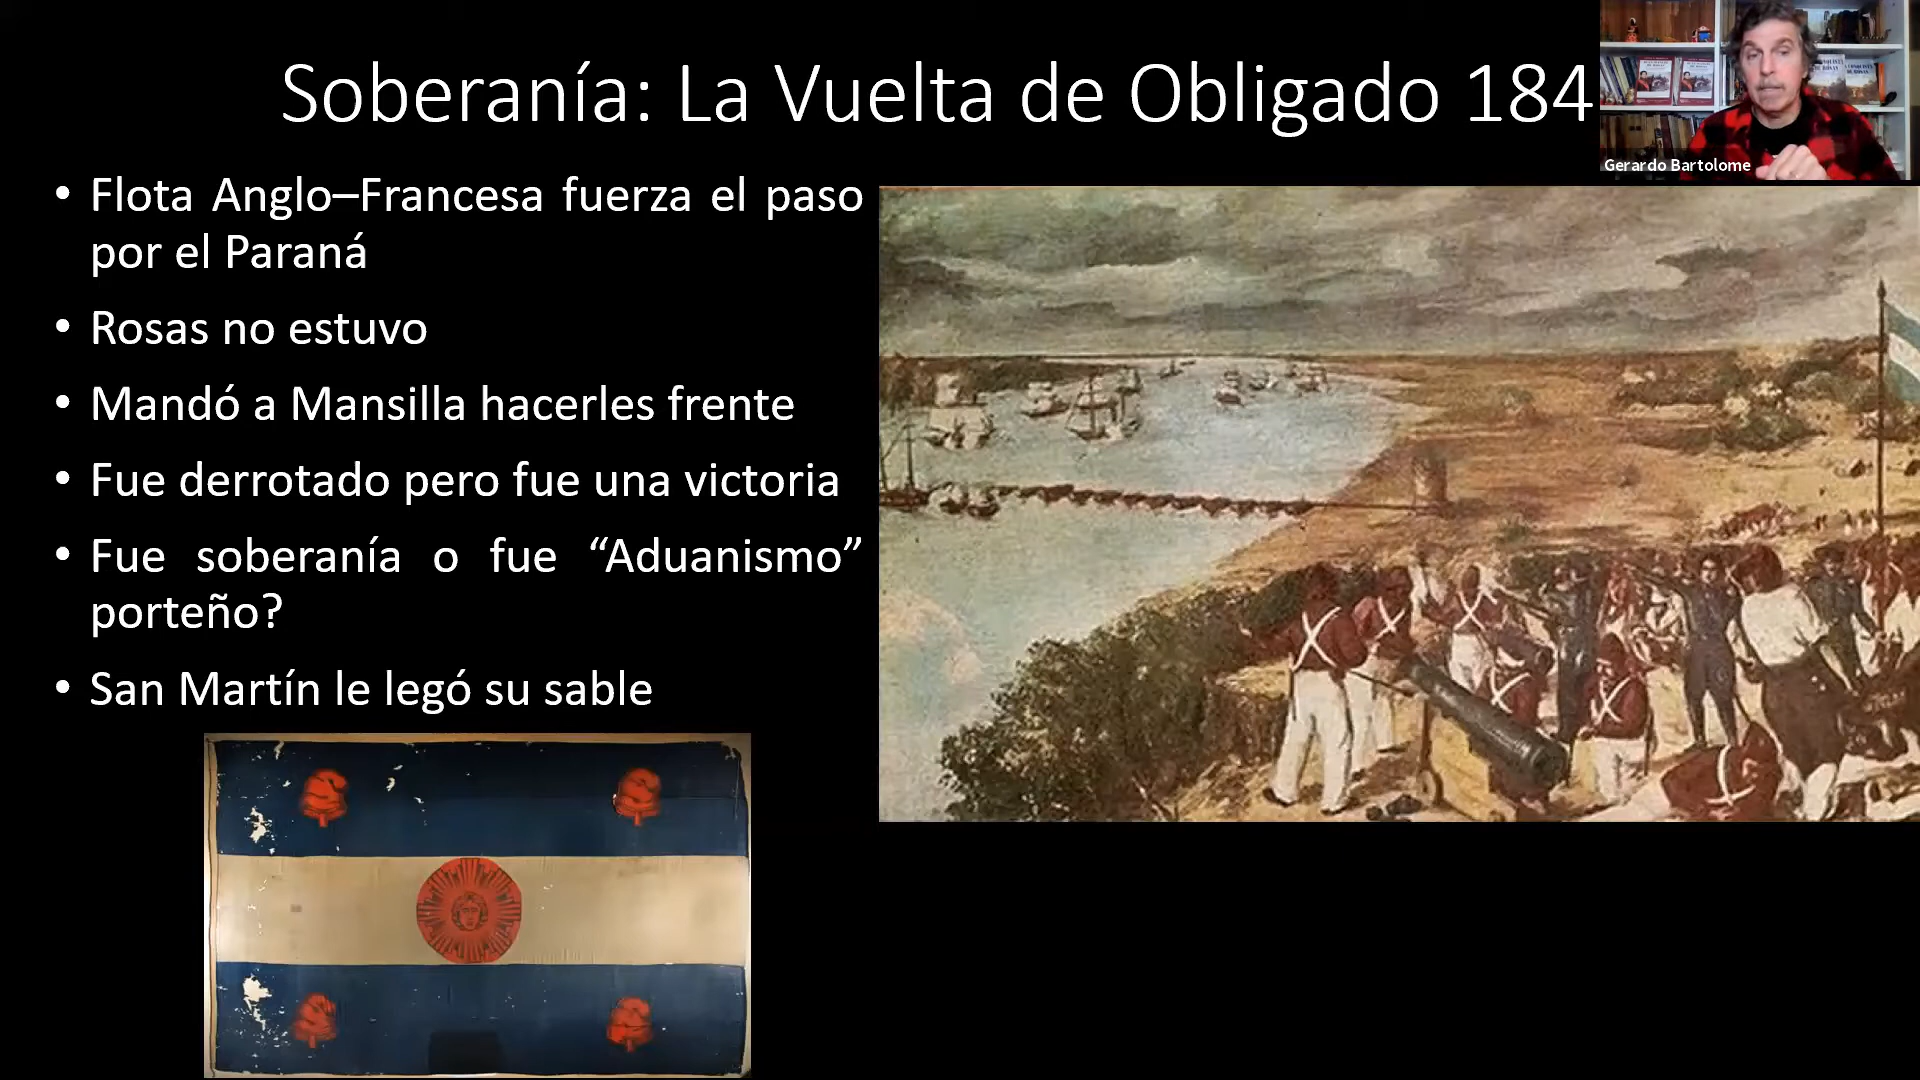 Soberanía: La Vuelta de Obligado 184
Gerardo Bartolome
• Flota Anglo–Francesa fuerza el paso
por el Paraná
• Rosas no estuvo
• Mandó a Mansilla hacerles frente
• Fue derrotado pero fue una victoria
• Fue soberanía o fue “Aduanismo”
porteño?
• San Martín le legó su sable